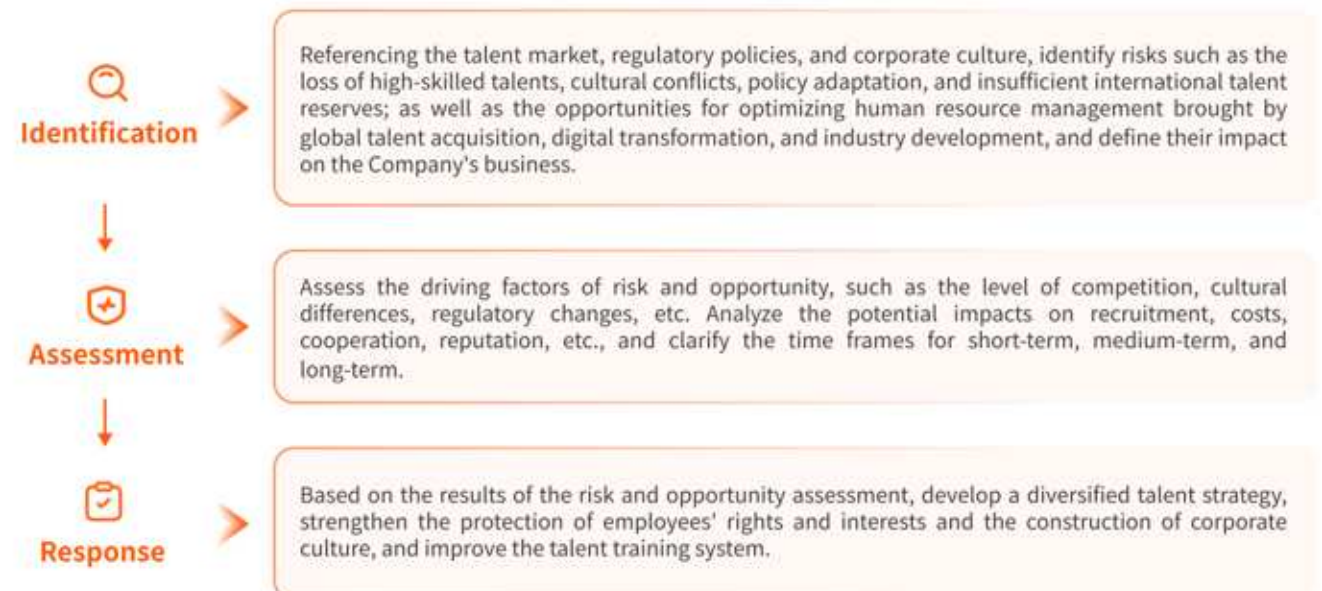 Identification
Referencing the talent market, regulatory policies, and corporate culture, identify risks such as the
loss of high-skilled talents, cultural conflicts, policy adaptation, and insufficient international talent
reserves; as well as the opportunities for optimizing human resource management brought by
global talent acquisition, digital transformation, and industry development, and define their impact
on the Company's business.
Assessment
Assess the driving factors of risk and opportunity, such as the level of competition, cultural
differences, regulatory changes, etc. Analyze the potential impacts on recruitment, costs,
cooperation, reputation, etc., and clarify the time frames for short-term, medium-term, and
long-term.
Response
Based on the results of the risk and opportunity assessment, develop a diversified talent strategy,
strengthen the protection of employees' rights and interests and the construction of corporate
culture, and improve the talent training system.